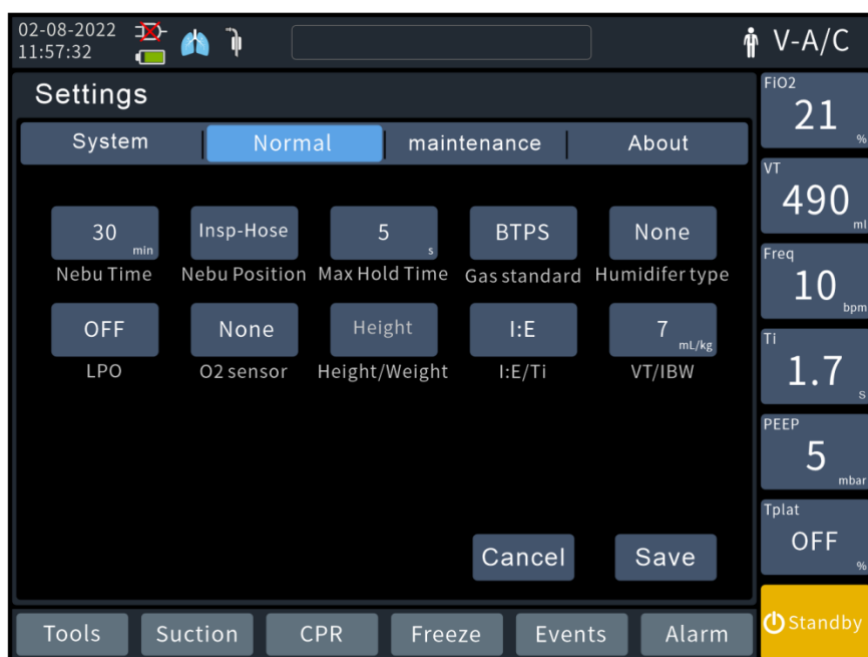 02-08-2022
11:57:32
V-A/C
Settings
System Normal maintenance About
30 min Insp-Hose 5 s BTPS None
Nebu Time Nebu Position Max Hold Time Gas standard Humidifer type
OFF None Height I:E 7 mL/kg
LPO O2 sensor Height/Weight I:E/Ti VT/IBW
Cancel Save
Tools Suction CPR Freeze Events Alarm
FiO2
21 %
VT
490 ml
Freq
10 bpm
Ti
1.7 s
PEEP
5 mbar
Tplat
OFF %
Standby